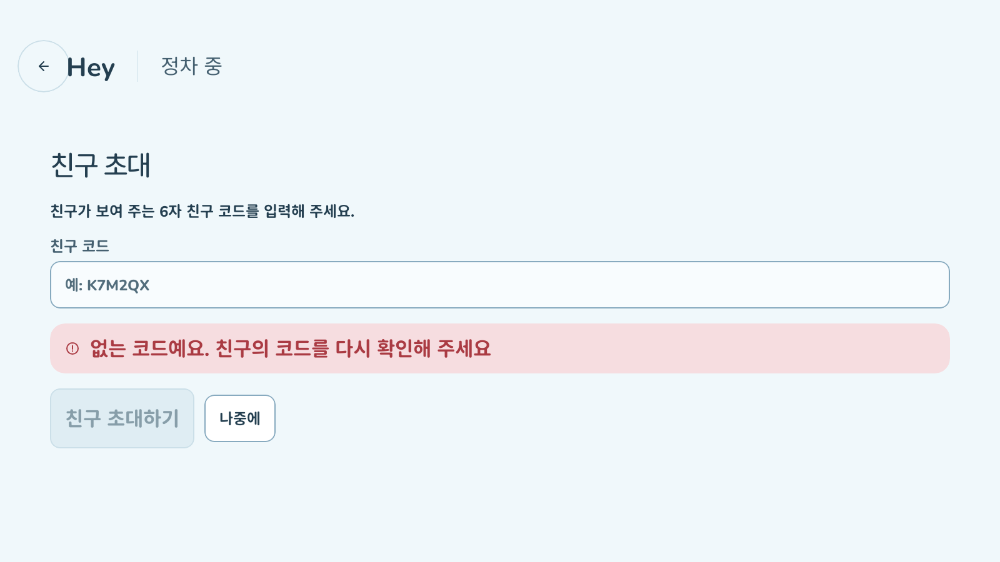 Hey
정차 중
친구 초대
친구가 보여 주는 6자 친구 코드를 입력해 주세요.
친구 코드
예: K7M2QX
없는 코드예요. 친구의 코드를 다시 확인해 주세요
친구 초대하기
나중에